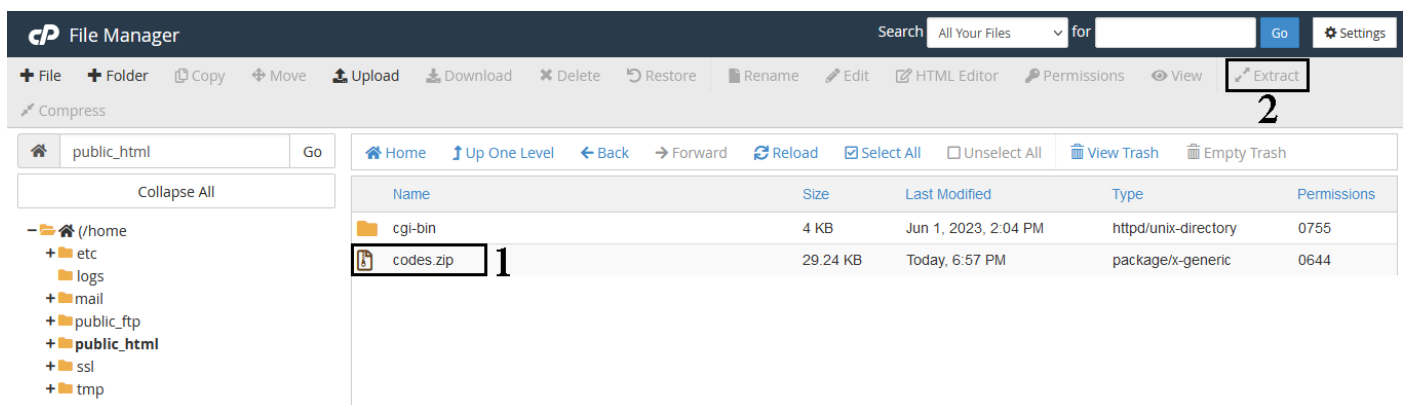 cP File Manager Search All Your Files for Go Settings
File Folder Copy Move Upload Download Delete Restore Rename Edit HTML Editor Permissions View Extract
Compress 2
public_html Go Home Up One Level Back Forward Reload Select All Unselect All View Trash Empty Trash
Collapse All Name Size Last Modified Type Permissions
(/home cgi-bin 4 KB Jun 1, 2023, 2:04 PM httpd/unix-directory 0755
etc codes.zip 1 29.24 KB Today, 6:57 PM package/x-generic 0644
logs
mail
public_ftp
public_html
ssl
tmp